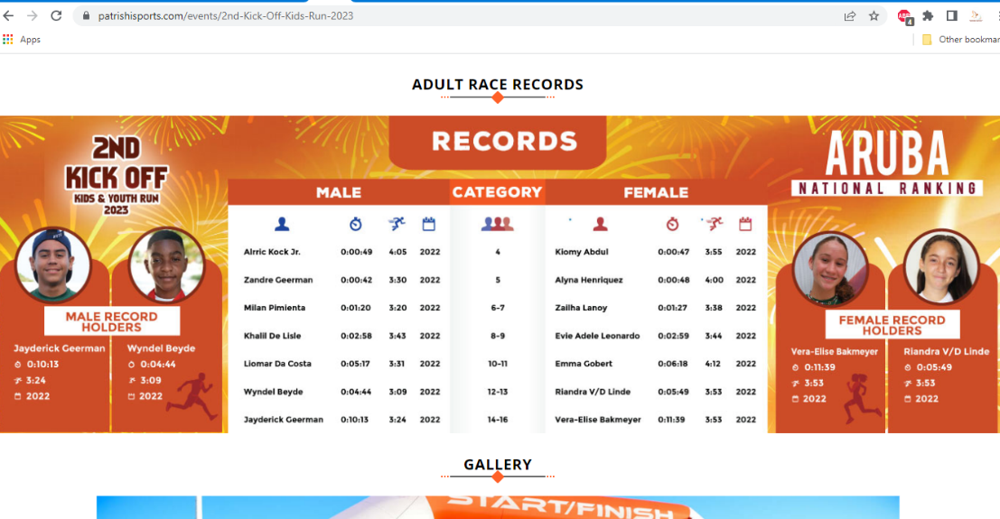 patrishisports.com/events/2nd-Kick-Off-Kids-Run-2023
ABP
4
Apps
Other bookmar
ADULT RACE RECORDS
2ND
KICK OFF
KIDS & YOUTH RUN
2023
RECORDS
ARUBA
NATIONAL RANKING
MALE CATEGORY FEMALE
Alrric Kock Jr. 0:00:49 4:05 2022 4 Kiomy Abdul 0:00:47 3:55 2022
Zandre Geerman 0:00:42 3:30 2022 5 Alyna Henriquez 0:00:48 4:00 2022
Milan Pimienta 0:01:20 3:20 2022 6-7 Zailha Lanoy 0:01:27 3:38 2022
Khalil De Lisle 0:02:58 3:43 2022 8-9 Evie Adele Leonardo 0:02:59 3:44 2022
Liomar Da Costa 0:05:17 3:31 2022 10-11 Emma Gobert 0:06:18 4:12 2022
Wyndel Beyde 0:04:44 3:09 2022 12-13 Riandra V/D Linde 0:05:49 3:53 2022
Jayderick Geerman 0:10:13 3:24 2022 14-16 Vera-Elise Bakmeyer 0:11:39 3:53 2022
MALE RECORD
HOLDERS
Jayderick Geerman Wyndel Beyde
0:10:13 0:04:44
3:24 3:09
2022 2022
FEMALE RECORD
HOLDERS
Vera-Elise Bakmeyer Riandra V/D Linde
0:11:39 0:05:49
3:53 3:53
2022 2022
GALLERY
START/FINISH